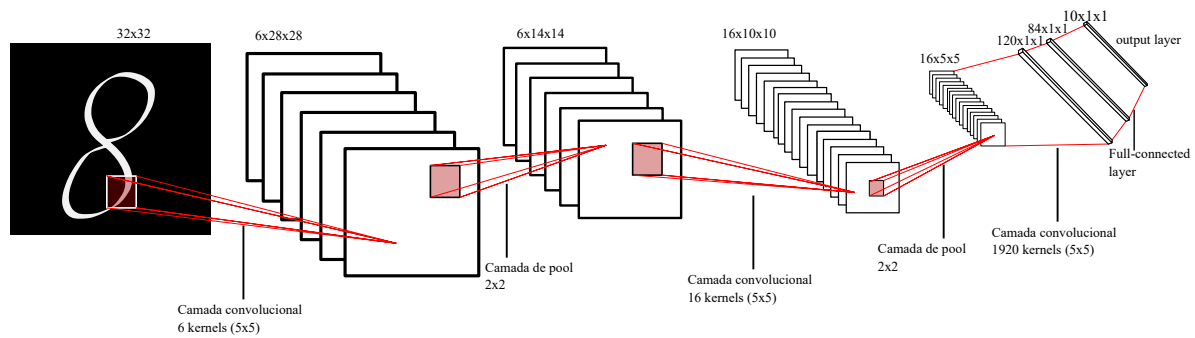 32x32
6x28x28
6x14x14
16x10x10
16x5x5
120x1x1
84x1x1
10x1x1
output layer
Full-connected
layer
Camada convolucional
6 kernels (5x5)
Camada de pool
2x2
Camada convolucional
16 kernels (5x5)
Camada de pool
2x2
Camada convolucional
1920 kernels (5x5)
8